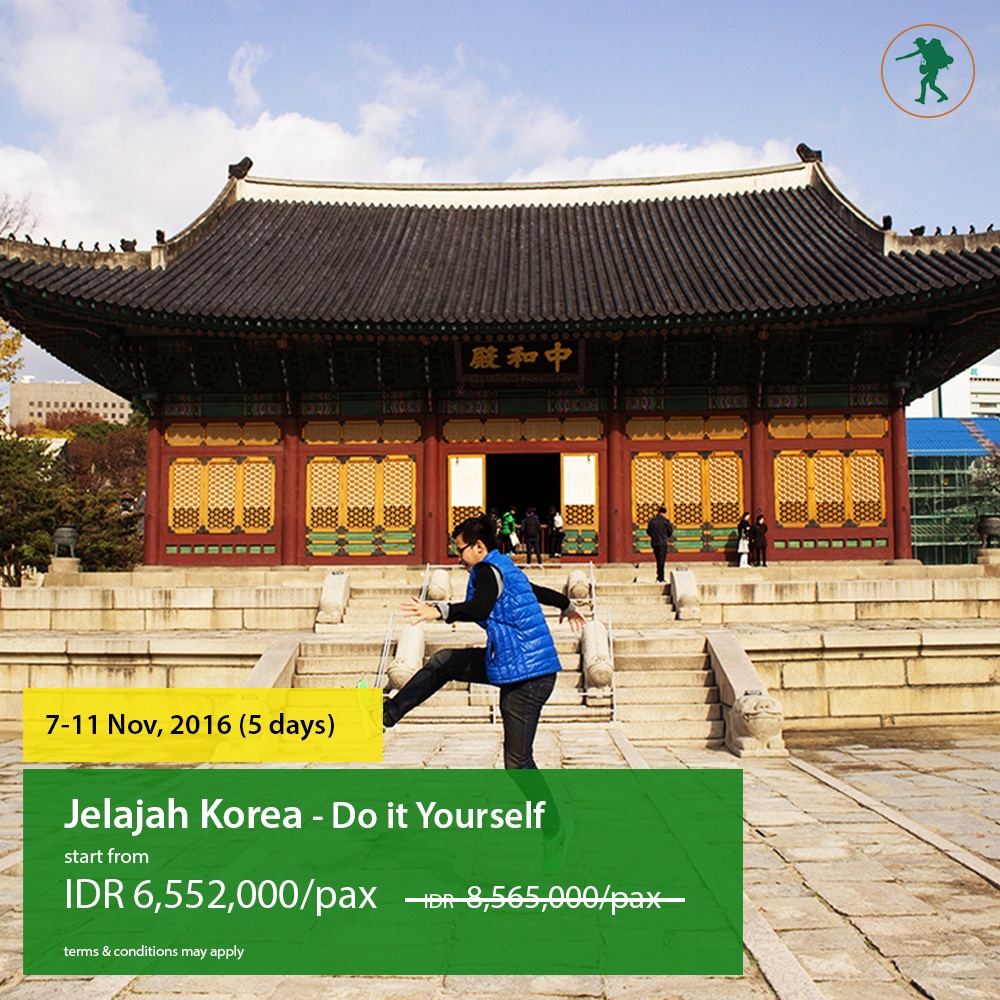 殿和中
7-11 Nov, 2016 (5 days)
Jelajah Korea - Do it Yourself
start from
IDR 6,552,000/pax IDR 8,565,000/pax
terms & conditions may apply